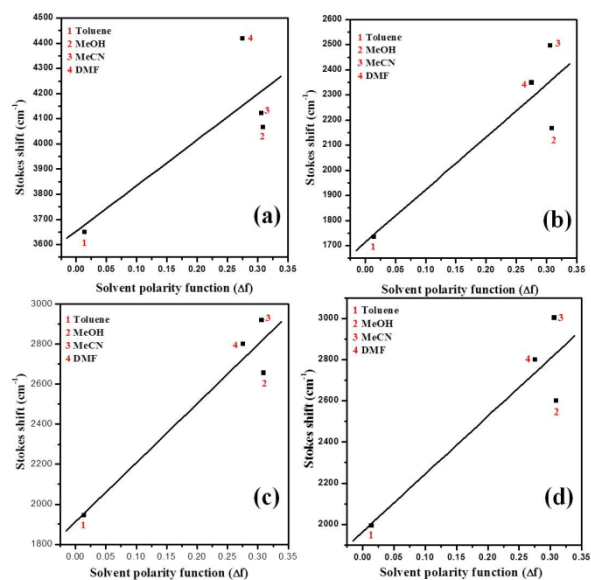 4500
4400
4300
4200
4100
4000
3900
3800
3700
3600
Stokes shift (cm-1)
1 Toluene
2 MeOH
3 MeCN
4 DMF
4
3
2
1
(a)
0.00 0.05 0.10 0.15 0.20 0.25 0.30 0.35
Solvent polarity function (Δf)
2600
2500
2400
2300
2200
2100
2000
1900
1800
1700
Stokes shift (cm-1)
1 Toluene
2 MeOH
3 MeCN
4 DMF
3
4
2
1
(b)
0.00 0.05 0.10 0.15 0.20 0.25 0.30 0.35
Solvent polarity function (Δf)
3000
2800
2600
2400
2200
2000
1800
Stokes shift (cm-1)
1 Toluene
2 MeOH
3 MeCN
4 DMF
3
4
2
1
(c)
0.00 0.05 0.10 0.15 0.20 0.25 0.30 0.35
Solvent polarity function (Δf)
3000
2800
2600
2400
2200
2000
Stokes shift (cm-1)
1 Toluene
2 MeOH
3 MeCN
4 DMF
3
4
2
1
(d)
0.00 0.05 0.10 0.15 0.20 0.25 0.30 0.35
Solvent polarity function (Δf)